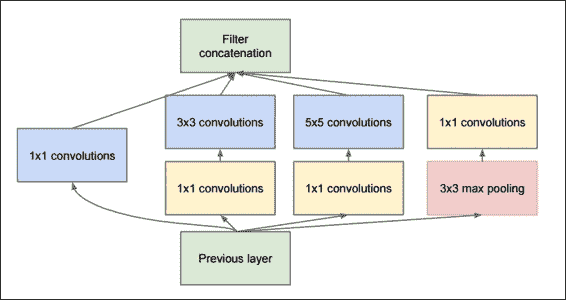 Filter
concatenation
3x3 convolutions
5x5 convolutions
1x1 convolutions
1x1 convolutions
1x1 convolutions
1x1 convolutions
3x3 max pooling
Previous layer